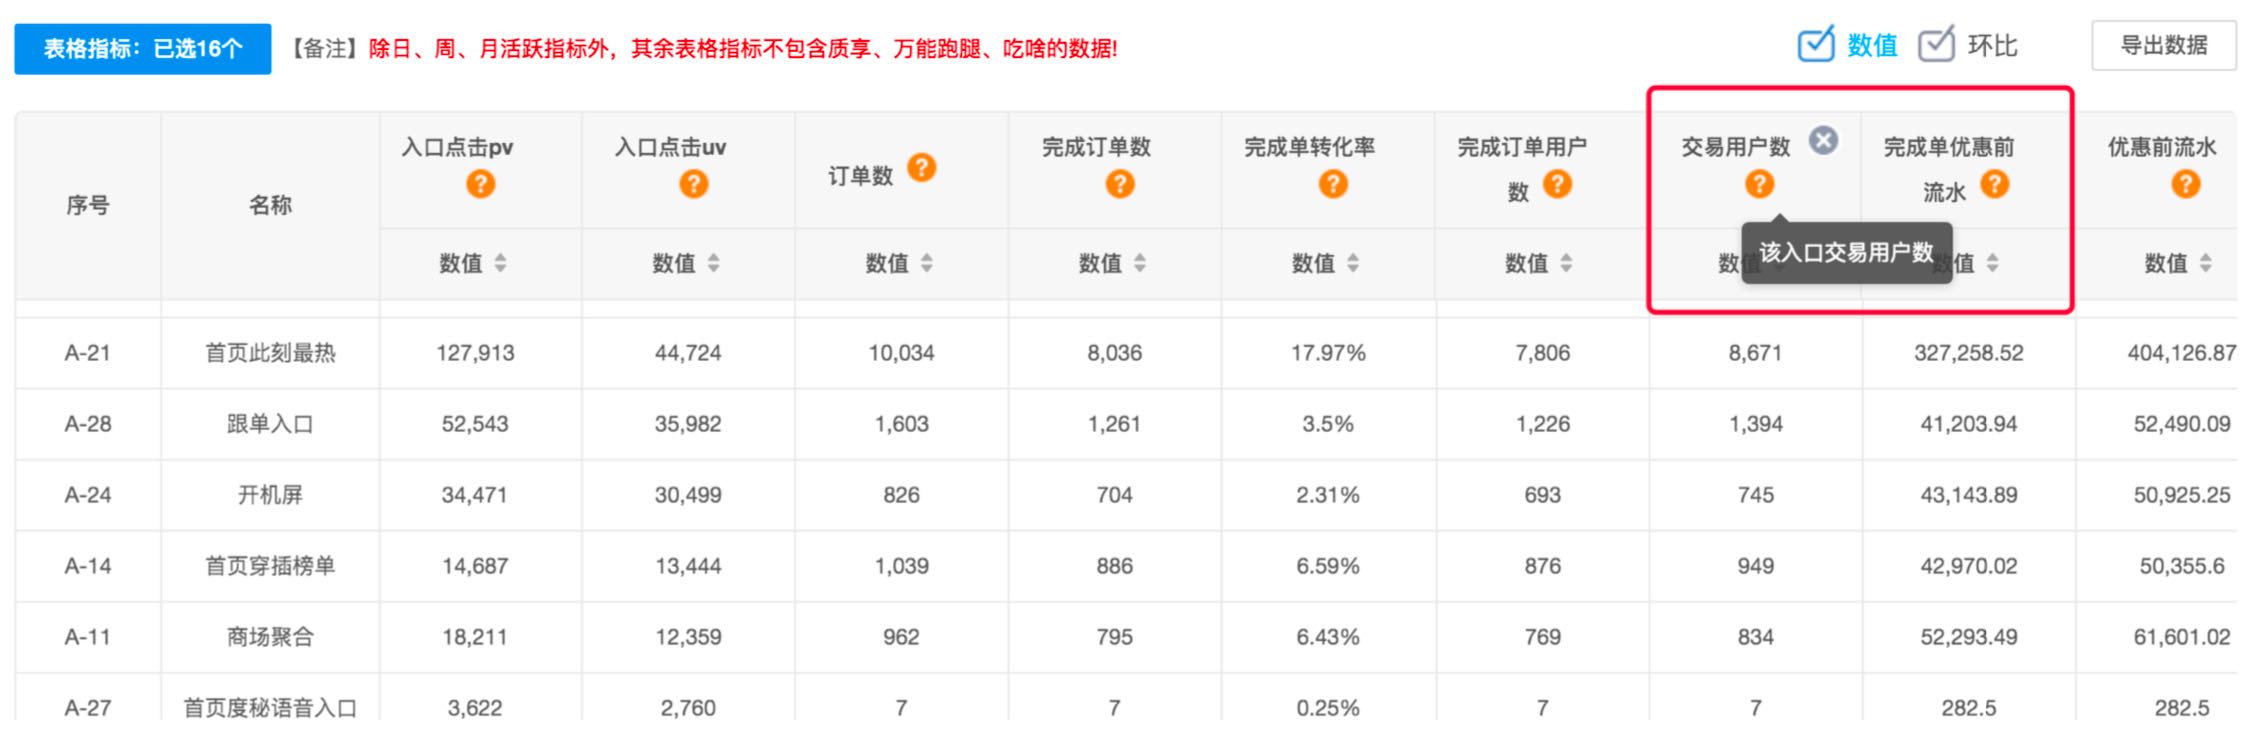 表格指标：已选16个 【备注】除日、周、月活跃指标外，其余表格指标不包含质享、万能跑腿、吃啥的数据! 数值 环比 导出数据
序号 名称 入口点击pv 入口点击uv 订单数 完成订单数 完成单转化率 完成订单用户数 交易用户数 完成单优惠前流水 优惠前流水
该入口交易用户数
数值 数值 数值 数值 数值 数值 数值 数值 数值
A-21 首页此刻最热 127,913 44,724 10,034 8,036 17.97% 7,806 8,671 327,258.52 404,126.87
A-28 跟单入口 52,543 35,982 1,603 1,261 3.5% 1,226 1,394 41,203.94 52,490.09
A-24 开机屏 34,471 30,499 826 704 2.31% 693 745 43,143.89 50,925.25
A-14 首页穿插榜单 14,687 13,444 1,039 886 6.59% 876 949 42,970.02 50,355.6
A-11 商场聚合 18,211 12,359 962 795 6.43% 769 834 52,293.49 61,601.02
A-27 首页度秘语音入口 3,622 2,760 7 7 0.25% 7 7 282.5 282.5